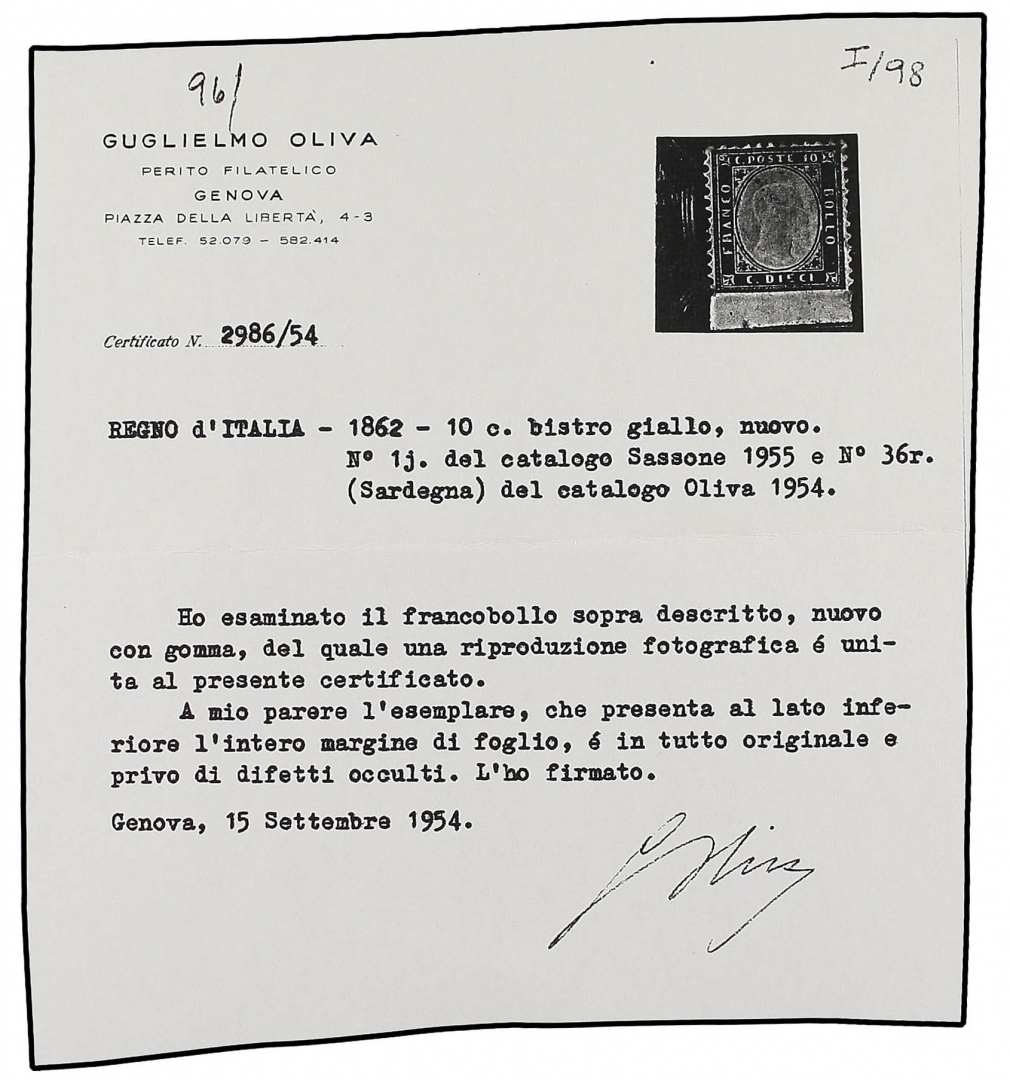 96/
I/98
GUGLIELMO OLIVA
PERITO FILATELICO
GENOVA
PIAZZA DELLA LIBERTÀ, 4-3
TELEF. 52.079 - 582.414
C. POSTE 10
FRANCO
BOLLO
C. DIECI
Certificato N. 2986/54
REGNO d'ITALIA - 1862 - 10 c. bistro giallo, nuovo.
N° 1j. del catalogo Sassone 1955 e N° 36r.
(Sardegna) del catalogo Oliva 1954.
Ho esaminato il francobollo sopra descritto, nuovo
con gomma, del quale una riproduzione fotografica é uni-
ta al presente certificato.
A mio parere l'esemplare, che presenta al lato infe-
riore l'intero margine di foglio, é in tutto originale e
privo di difetti occulti. L'ho firmato.
Genova, 15 Settembre 1954.
GOliva